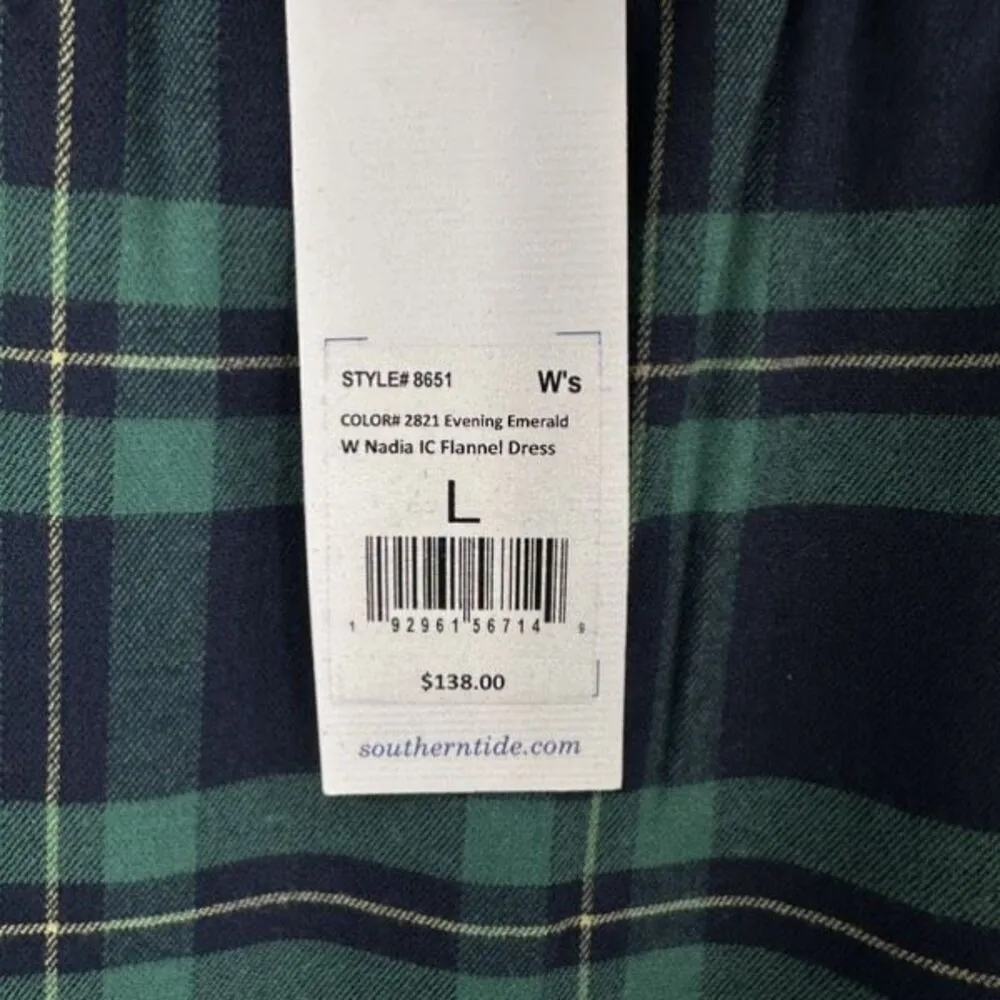 STYLE# 8651 W's
COLOR# 2821 Evening Emerald
W Nadia IC Flannel Dress
L
1 92961 56714 9
$138.00
southerntide.com